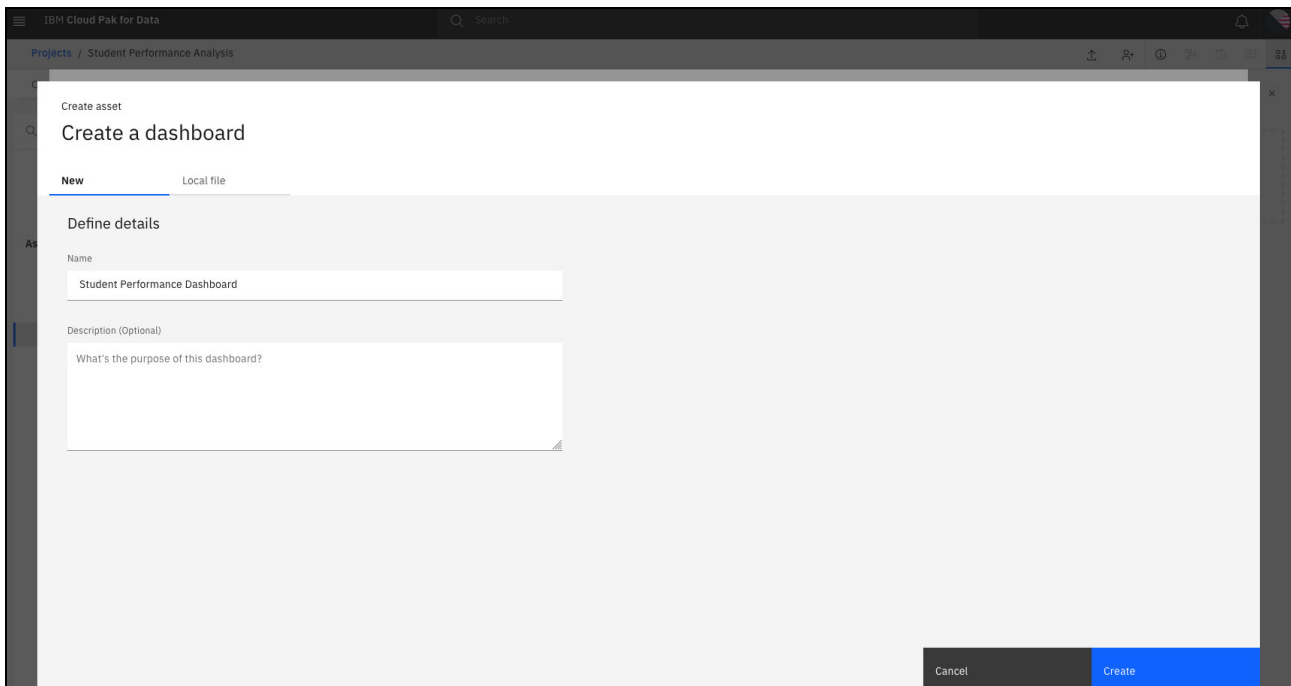 IBM Cloud Pak for Data
Search
Projects / Student Performance Analysis
Create asset
Create a dashboard
New
Local file
As
Define details
Name
Student Performance Dashboard
Description (Optional)
What's the purpose of this dashboard?
Cancel
Create